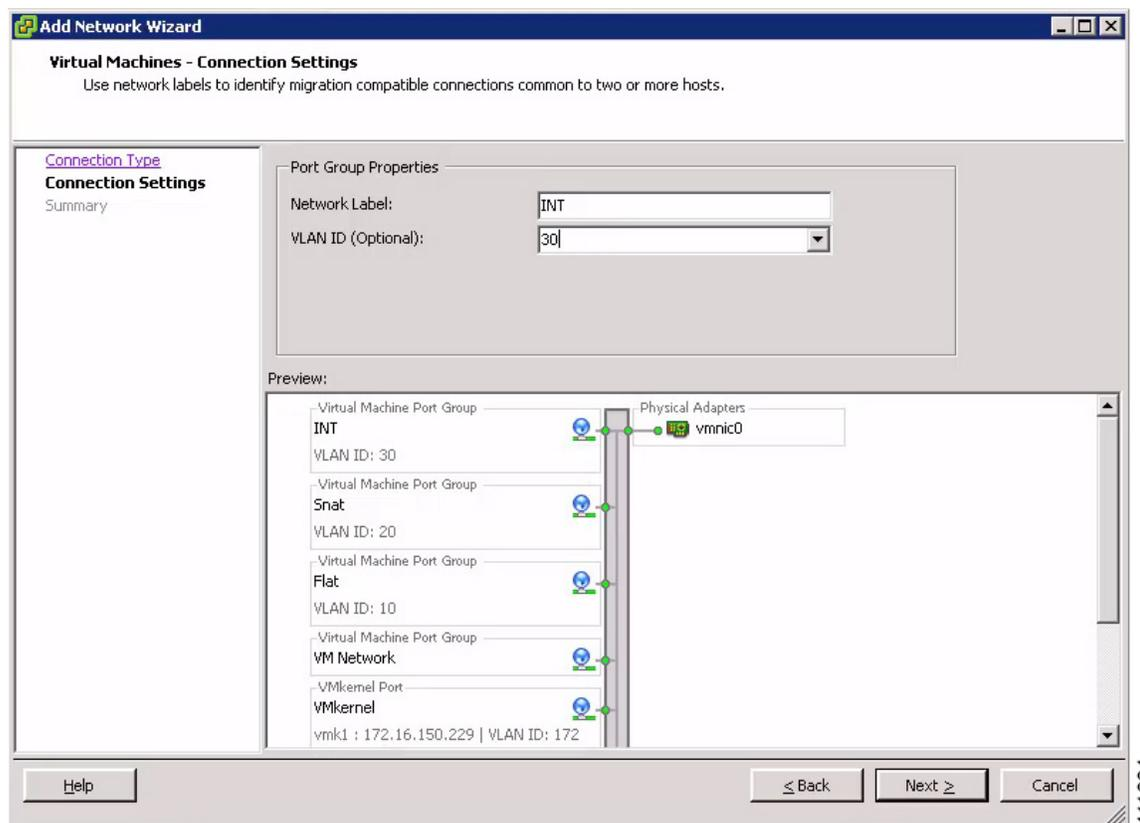 Add Network Wizard
Virtual Machines - Connection Settings
Use network labels to identify migration compatible connections common to two or more hosts.
Connection Type
Connection Settings
Summary
Port Group Properties
Network Label:
INT
VLAN ID (Optional):
30
Preview:
Virtual Machine Port Group
INT
VLAN ID: 30
Physical Adapters
vmnic0
Virtual Machine Port Group
Snat
VLAN ID: 20
Virtual Machine Port Group
Flat
VLAN ID: 10
Virtual Machine Port Group
VM Network
VMkernel Port
VMkernel
vmk1 : 172.16.150.229 | VLAN ID: 172
Help
< Back
Next >
Cancel